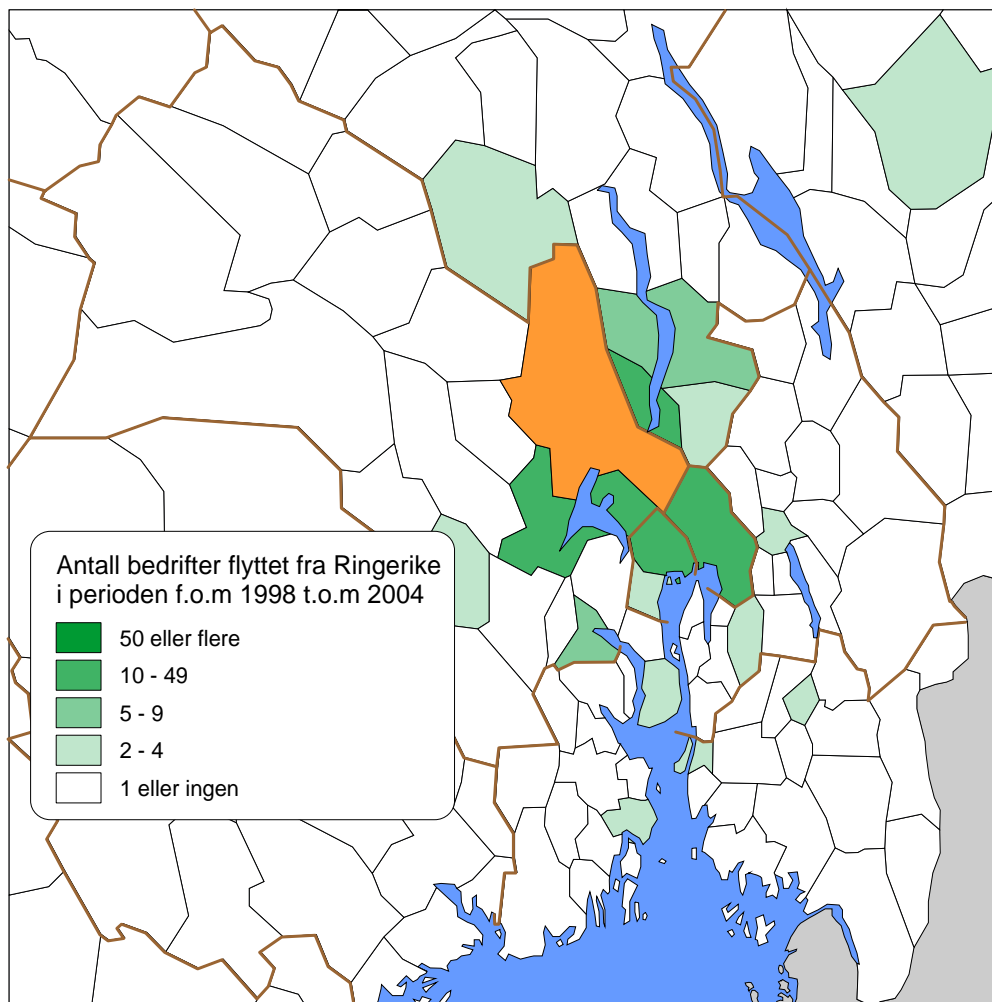 Antall bedrifter flyttet fra Ringerike
i perioden f.o.m 1998 t.o.m 2004
50 eller flere
10 - 49
5 - 9
2 - 4
1 eller ingen